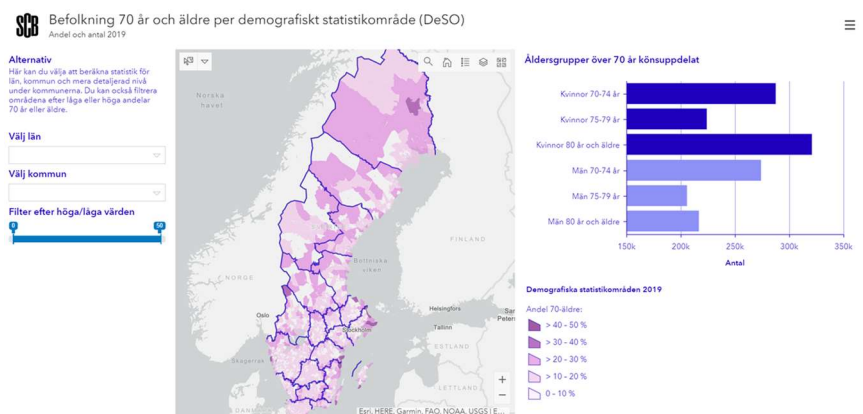 SCB
Befolkning 70 år och äldre per demografiskt statistikområde (DeSO)
Andel och antal 2019
Alternativ
Här kan du välja att beräkna statistik för
län, kommun och mera detaljerad nivå
under kommunerna. Du kan också filtrera
områdena efter låga eller höga andelar
70 år eller äldre.
Välj län
Välj kommun
Filter efter höga/låga värden
0
50
Norska
havet
FINLAND
Bottniska
viken
NORGE
Oslo
Helsingfors
San
Peters
Tallinn
Stockholm
ESTLAND
Skagerrak
LETTLAND
DANMARK
Esri, HERE, Garmin, FAO, NOAA, USGS | E...
Åldersgrupper över 70 år könsuppdelat
Kvinnor 70-74 år
Kvinnor 75-79 år
Kvinnor 80 år och äldre
Män 70-74 år
Män 75-79 år
Män 80 år och äldre
150k 200k 250k 300k 350k
Antal
Demografiska statistikområden 2019
Andel 70-äldre:
> 40 - 50 %
> 30 - 40 %
> 20 - 30 %
> 10 - 20 %
0 - 10 %